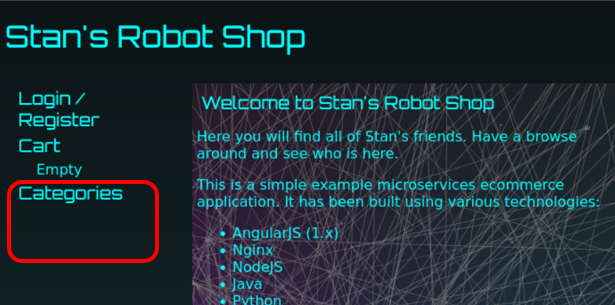 Stan's Robot Shop
Login /
Register
Cart
Empty
Categories
Welcome to Stan's Robot Shop
Here you will find all of Stan's friends. Have a browse
around and see who is here.
This is a simple example microservices ecommerce
application. It has been built using various technologies:
AngularJS (1.x)
Nginx
NodeJS
Java
Python